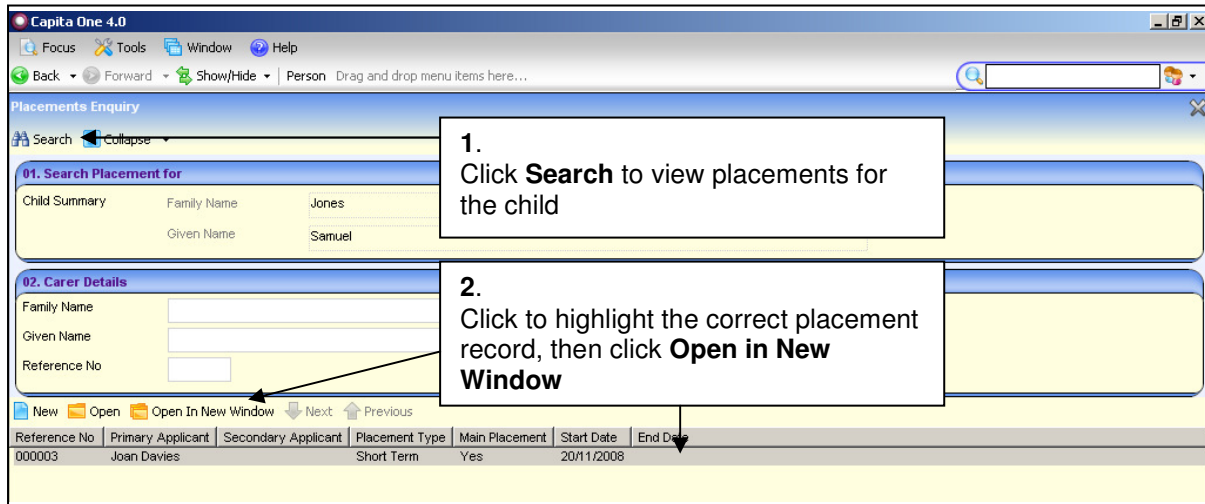 Capita One 4.0
Focus Tools Window Help
Back Forward Show/Hide Person Drag and drop menu items here...
Placements Enquiry
Search Collapse
1.
Click Search to view placements for
the child
01. Search Placement for
Child Summary Family Name Jones
Given Name Samuel
02. Carer Details
Family Name
Given Name
Reference No
2.
Click to highlight the correct placement
record, then click Open in New
Window
New Open Open In New Window Next Previous
Reference No Primary Applicant Secondary Applicant Placement Type Main Placement Start Date End Date
000003 Joan Davies Short Term Yes 20/11/2008